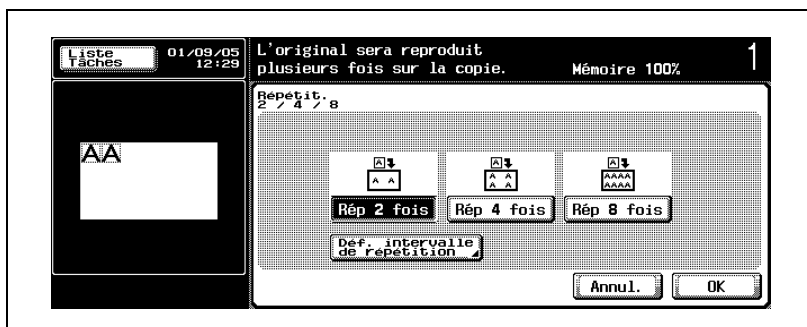 Liste
Tâches
01/09/05
12:29
L'original sera reproduit
plusieurs fois sur la copie.
Mémoire 100%
1
Répétit.
2 / 4 / 8
AA
A
A A
A
A A
A A
A
AAAA
AAAA
Rép 2 fois
Rép 4 fois
Rép 8 fois
Déf. intervalle
de répétition
Annul.
OK